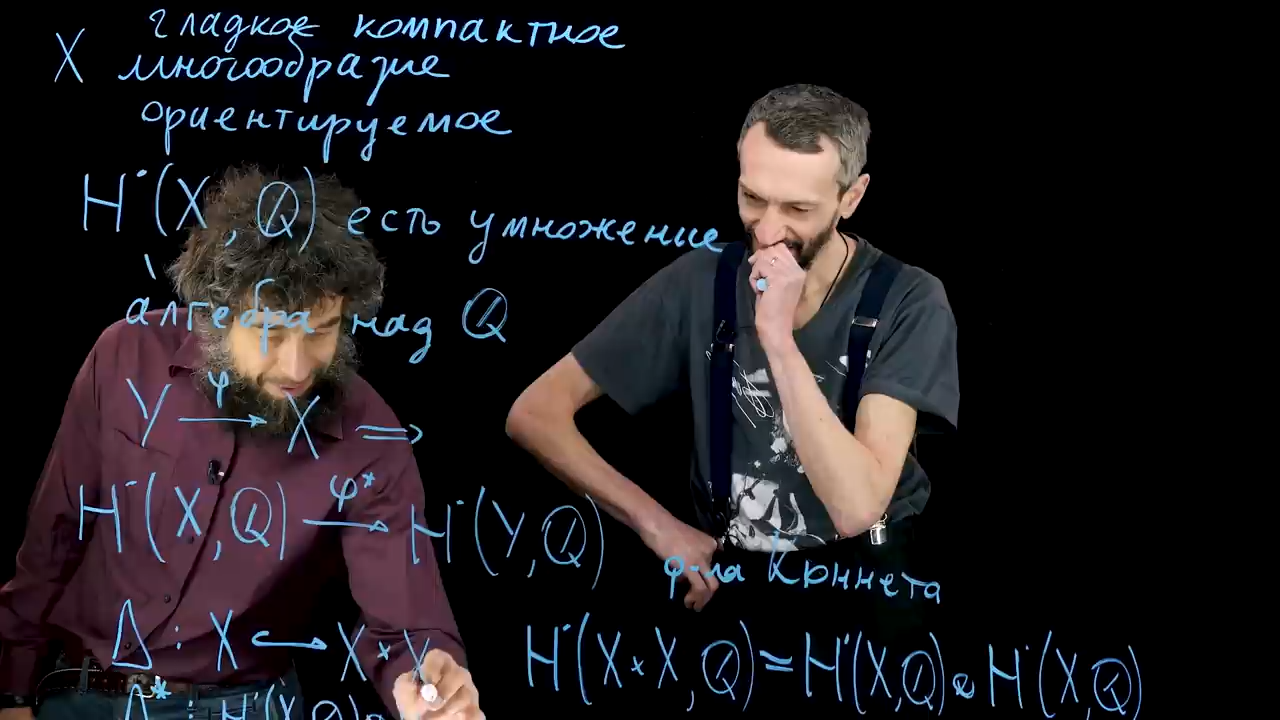 гладкое компактное
X многообразие
ориентируемое
H˙(X, Q) есть умножение
алгебра над Q
Y —φ→ X ⇒
H˙(X, Q) —φ*→ H˙(Y, Q)
ф-ла Кюннета
Δ : X ↪ X × X
H˙(X × X, Q) = H˙(X, Q) ⊗ H˙(X, Q)
Δ* : H˙(X, Q)